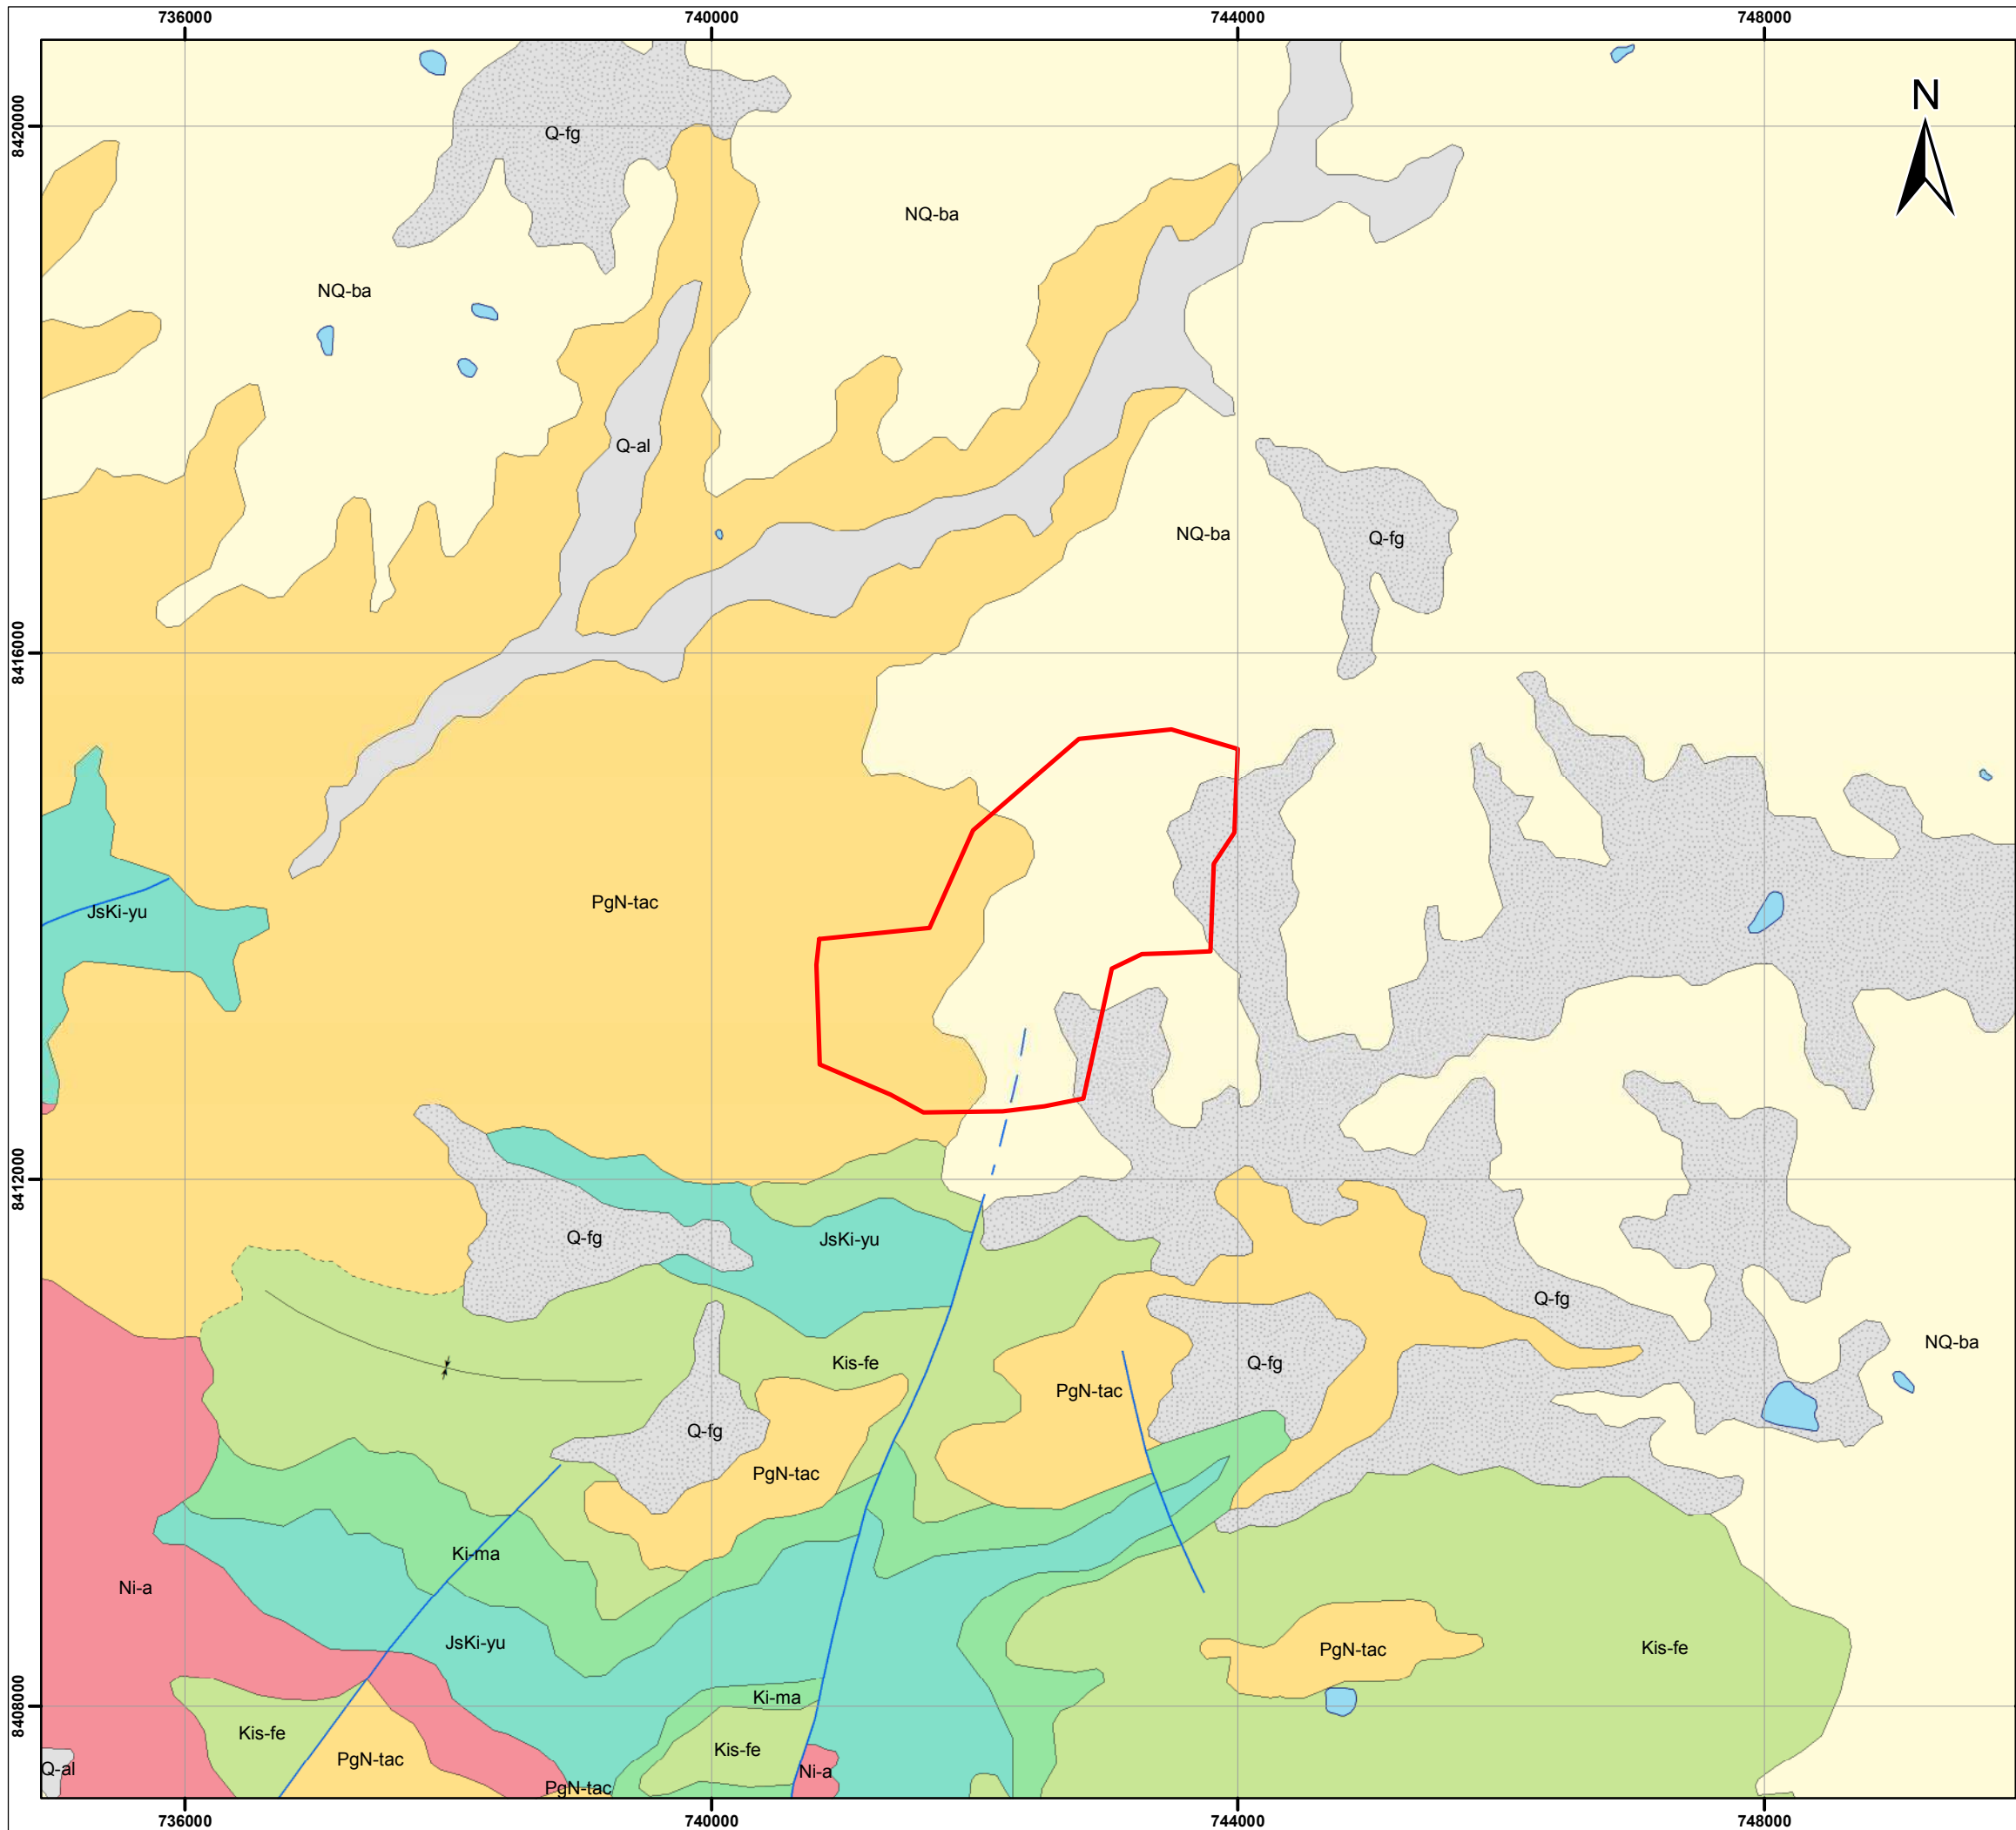 736000 740000 744000 748000
N
8420000
Q-fg
NQ-ba
NQ-ba
Q-al
NQ-ba
Q-fg
8416000
PgN-tac
JsKi-yu
8412000
Q-fg
JsKi-yu
Q-fg
NQ-ba
Kis-fe
Q-fg
PgN-tac
Q-fg
PgN-tac
Ki-ma
Ni-a
JsKi-yu
PgN-tac
Kis-fe
Ki-ma
8408000
Kis-fe
Kis-fe
PgN-tac
Q-al
Ni-a
PgN-tac
736000 740000 744000 748000